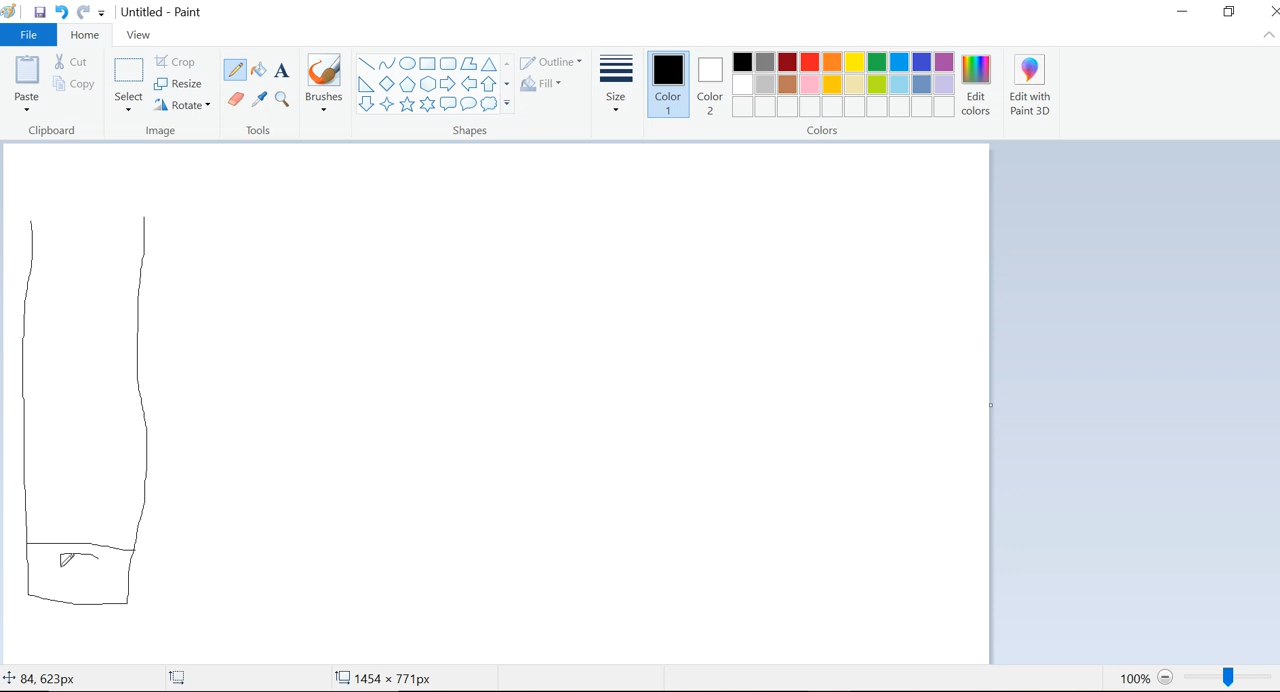 Untitled - Paint
File Home View
Paste
Cut
Copy
Clipboard
Select
Crop
Resize
Rotate
Image
A
Tools
Brushes
Outline
Fill
Shapes
Size
Color 1
Color 2
Edit colors
Colors
Edit with Paint 3D
84, 623px
1454 × 771px
100%